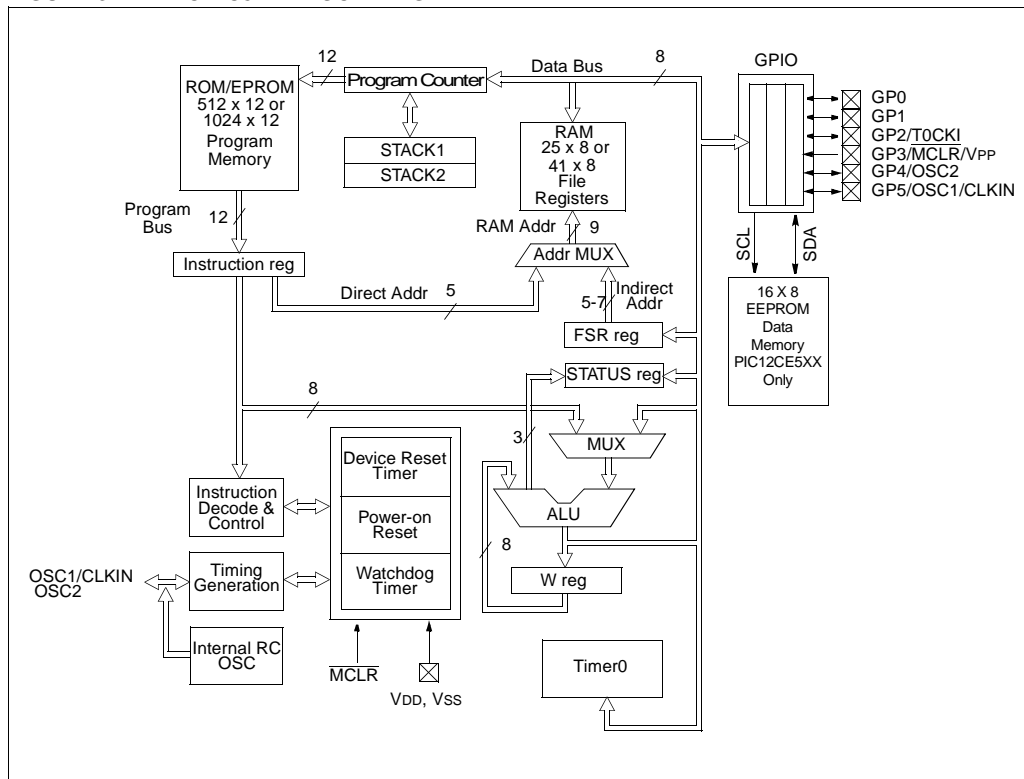 12
Program Counter
Data Bus
8
GPIO
ROM/EPROM
512 x 12 or
1024 x 12
Program
Memory
STACK1
STACK2
RAM
25 x 8 or
41 x 8
File
Registers
GP0
GP1
GP2/T0CKI
GP3/MCLR/VPP
GP4/OSC2
GP5/OSC1/CLKIN
Program
Bus
12
RAM Addr
9
SCL
SDA
Instruction reg
Addr MUX
Direct Addr
5
5-7
Indirect
Addr
FSR reg
16 X 8
EEPROM
Data
Memory
PIC12CE5XX
Only
STATUS reg
8
3
MUX
Device Reset
Timer
Instruction
Decode &
Control
Power-on
Reset
ALU
8
Watchdog
Timer
W reg
OSC1/CLKIN
OSC2
Timing
Generation
Internal RC
OSC
MCLR
VDD, VSS
Timer0